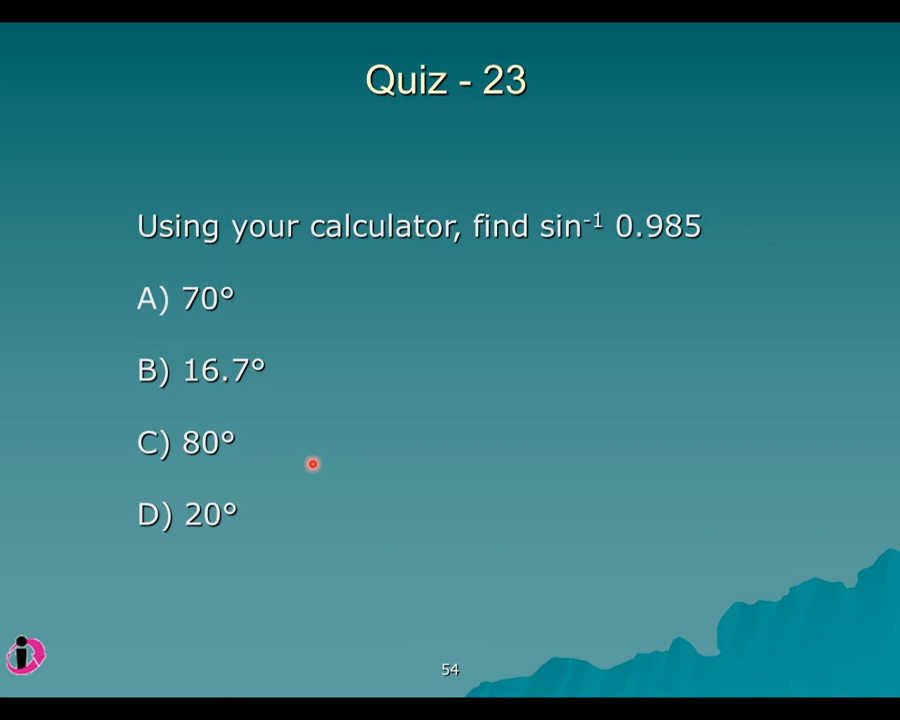 Quiz - 23
Using your calculator, find sin⁻¹ 0.985
A) 70°
B) 16.7°
C) 80°
D) 20°
54